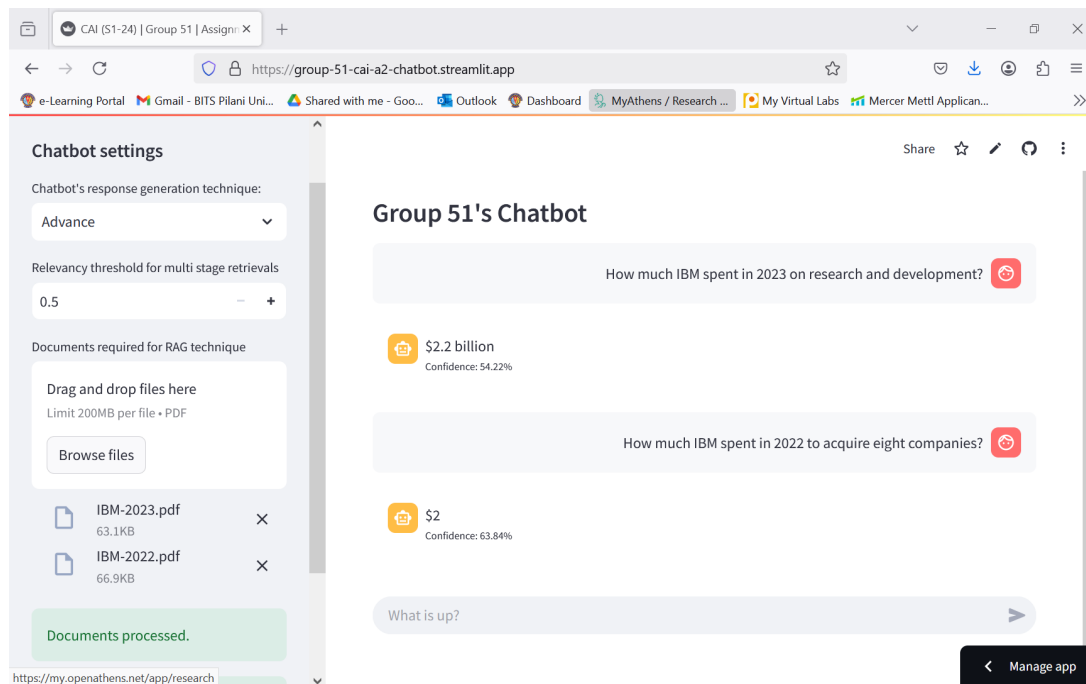 CAI (S1-24) | Group 51 | Assignn
https://group-51-cai-a2-chatbot.streamlit.app
e-Learning Portal
Gmail - BITS Pilani Uni...
Shared with me - Goo...
Outlook
Dashboard
MyAthens / Research ...
My Virtual Labs
Mercer Mettl Applican...
Chatbot settings
Chatbot's response generation technique:
Advance
Relevancy threshold for multi stage retrievals
0.5
Documents required for RAG technique
Drag and drop files here
Limit 200MB per file • PDF
Browse files
IBM-2023.pdf
63.1KB
IBM-2022.pdf
66.9KB
Documents processed.
https://my.openathens.net/app/research
Share
Group 51's Chatbot
How much IBM spent in 2023 on research and development?
$2.2 billion
Confidence: 54.22%
How much IBM spent in 2022 to acquire eight companies?
$2
Confidence: 63.84%
What is up?
Manage app